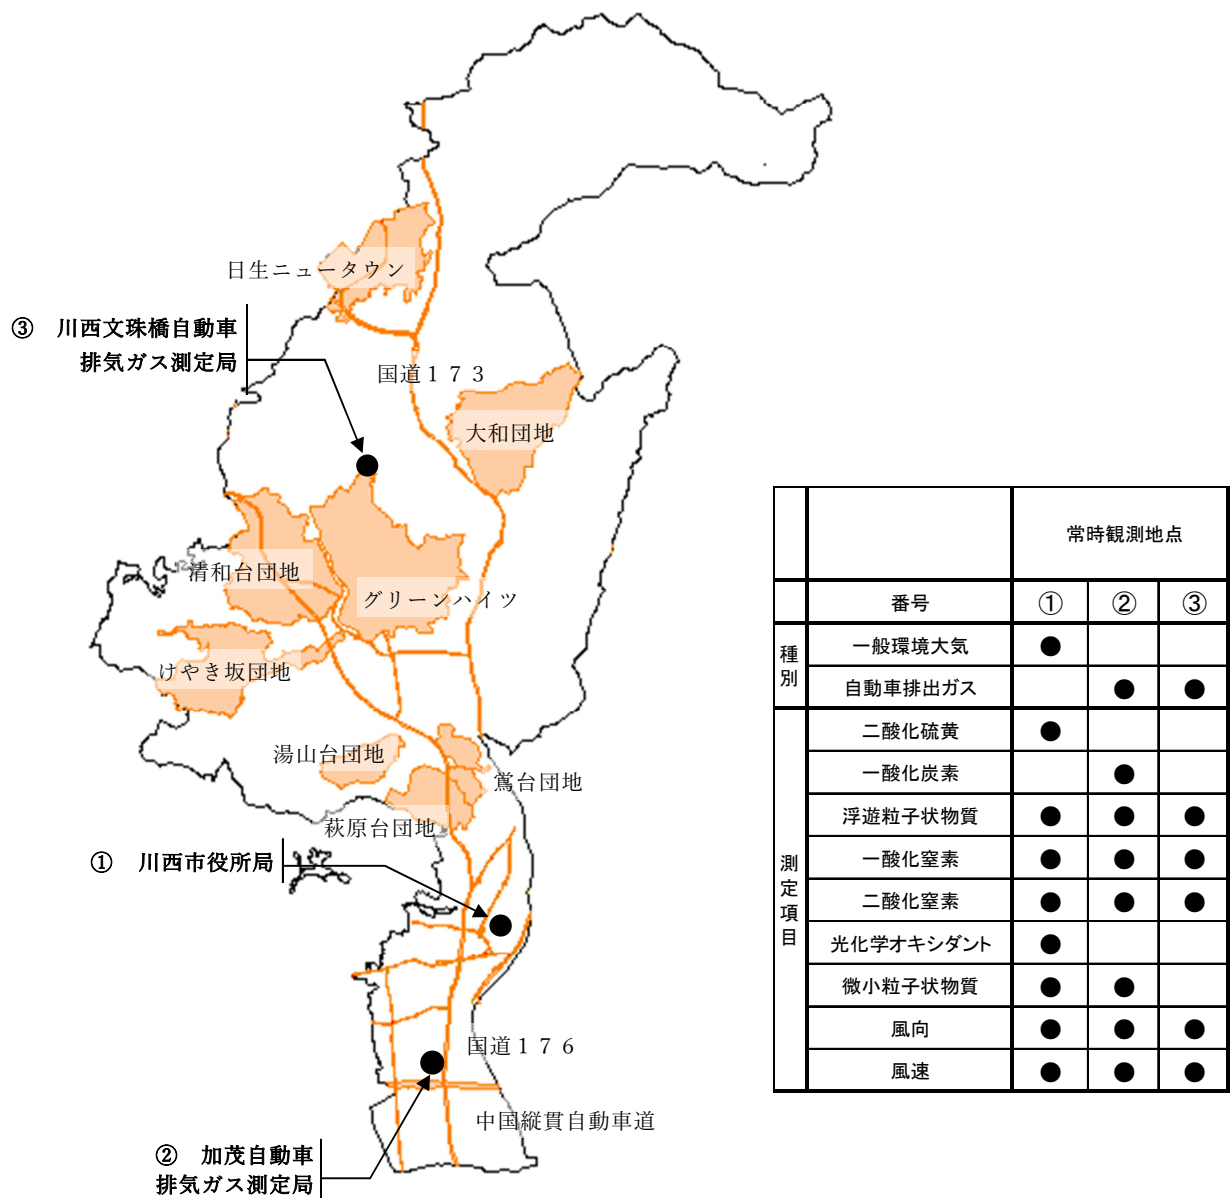 日生ニュータウン
③ 川西文珠橋自動車
排気ガス測定局
国道１７３
大和団地
清和台団地
グリーンハイツ
けやき坂団地
湯山台団地
鴬台団地
萩原台団地
① 川西市役所局
国道１７６
中国縦貫自動車道
② 加茂自動車
排気ガス測定局
常時観測地点
番号 ① ② ③
種別
一般環境大気 ●
自動車排出ガス ● ●
測定項目
二酸化硫黄 ●
一酸化炭素 ●
浮遊粒子状物質 ● ● ●
一酸化窒素 ● ● ●
二酸化窒素 ● ● ●
光化学オキシダント ●
微小粒子状物質 ● ●
風向 ● ● ●
風速 ● ● ●